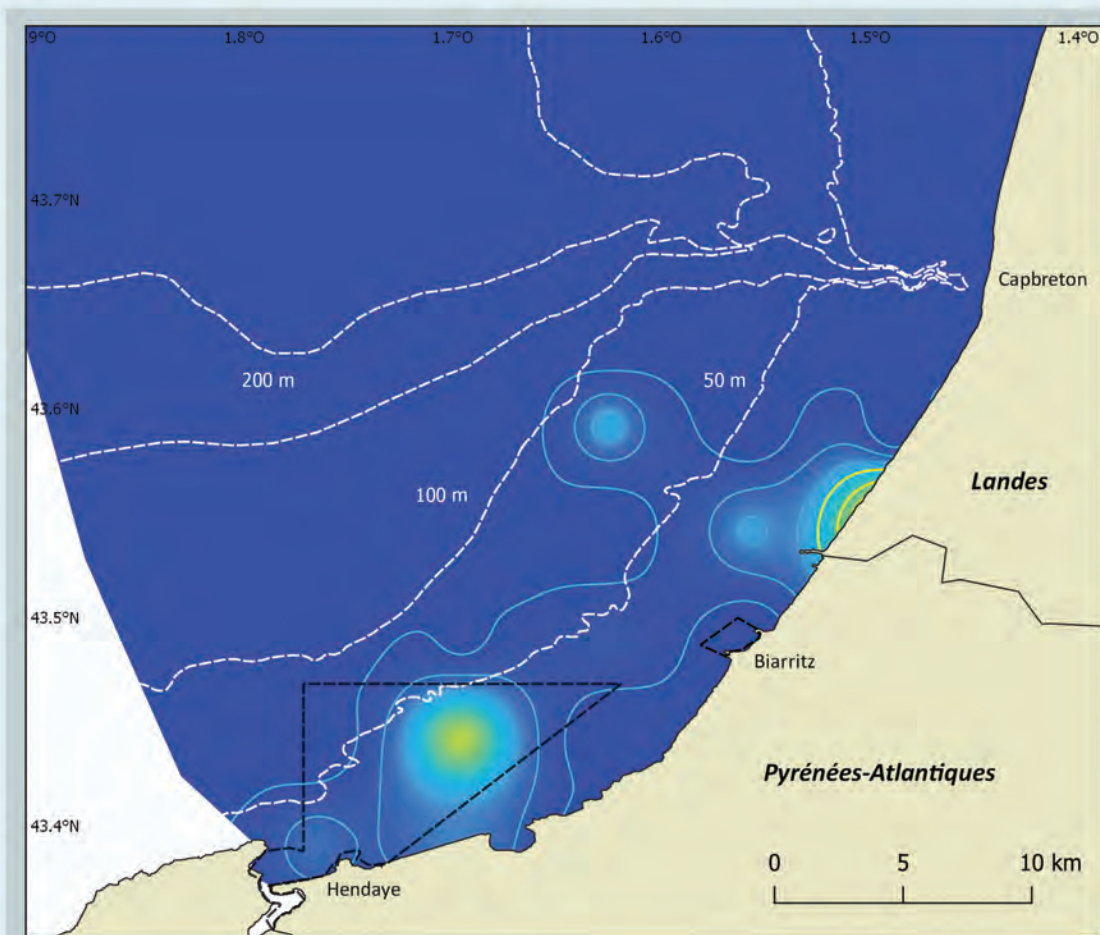 9°O 1.8°O 1.7°O 1.6°O 1.5°O 1.4°O
43.7°N
Capbreton
200 m
50 m
43.6°N
100 m
Landes
43.5°N
Biarritz
Pyrénées-Atlantiques
43.4°N
0 5 10 km
Hendaye